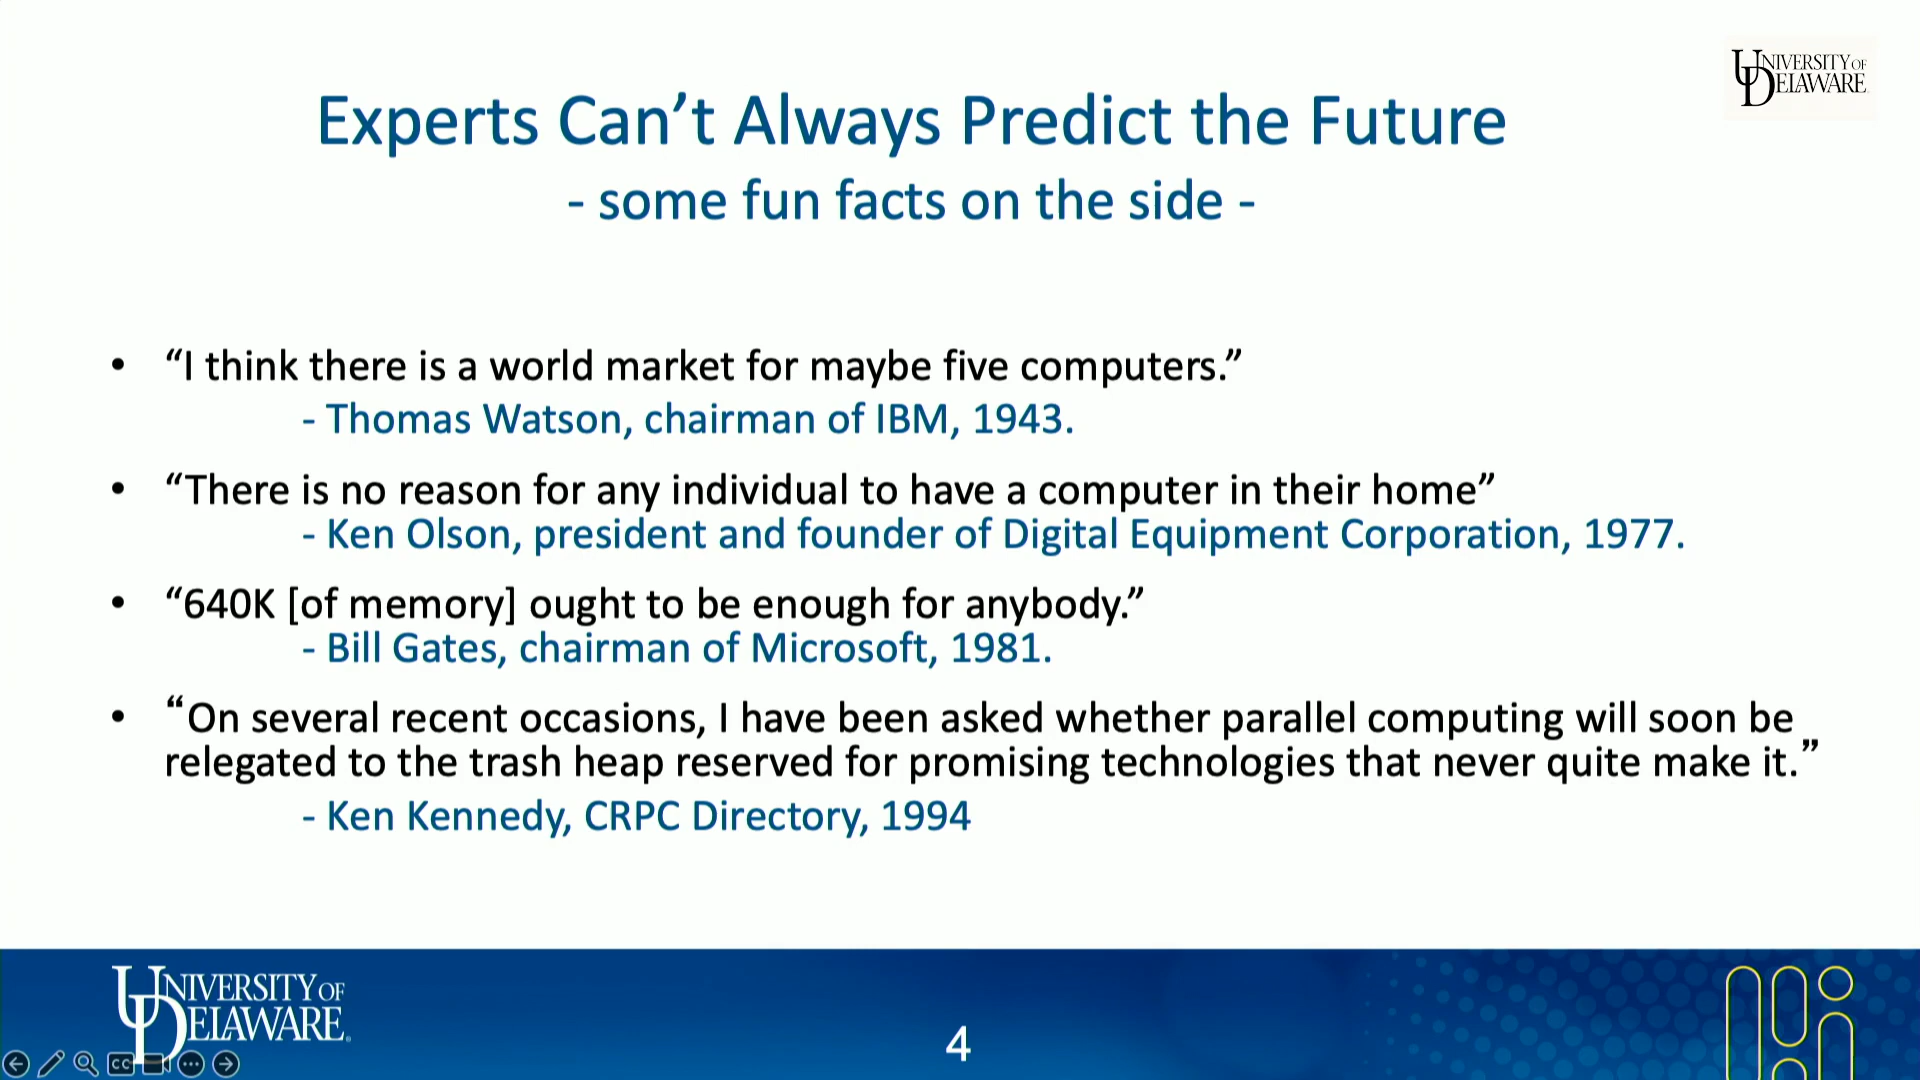 UNIVERSITY OF
DELAWARE
Experts Can’t Always Predict the Future
- some fun facts on the side -
• “I think there is a world market for maybe five computers.”
- Thomas Watson, chairman of IBM, 1943.
• “There is no reason for any individual to have a computer in their home”
- Ken Olson, president and founder of Digital Equipment Corporation, 1977.
• “640K [of memory] ought to be enough for anybody.”
- Bill Gates, chairman of Microsoft, 1981.
• “On several recent occasions, I have been asked whether parallel computing will soon be
relegated to the trash heap reserved for promising technologies that never quite make it.”
- Ken Kennedy, CRPC Directory, 1994
UNIVERSITY OF
DELAWARE
4
CC